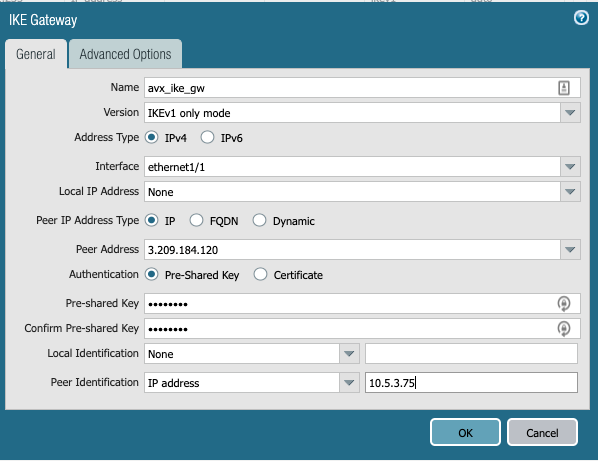 IKE Gateway
General Advanced Options
Name avx_ike_gw
Version IKEv1 only mode
Address Type IPv4 IPv6
Interface ethernet1/1
Local IP Address None
Peer IP Address Type IP FQDN Dynamic
Peer Address 3.209.184.120
Authentication Pre-Shared Key Certificate
Pre-shared Key ••••••••
Confirm Pre-shared Key ••••••••
Local Identification None
Peer Identification IP address 10.5.3.75
OK Cancel